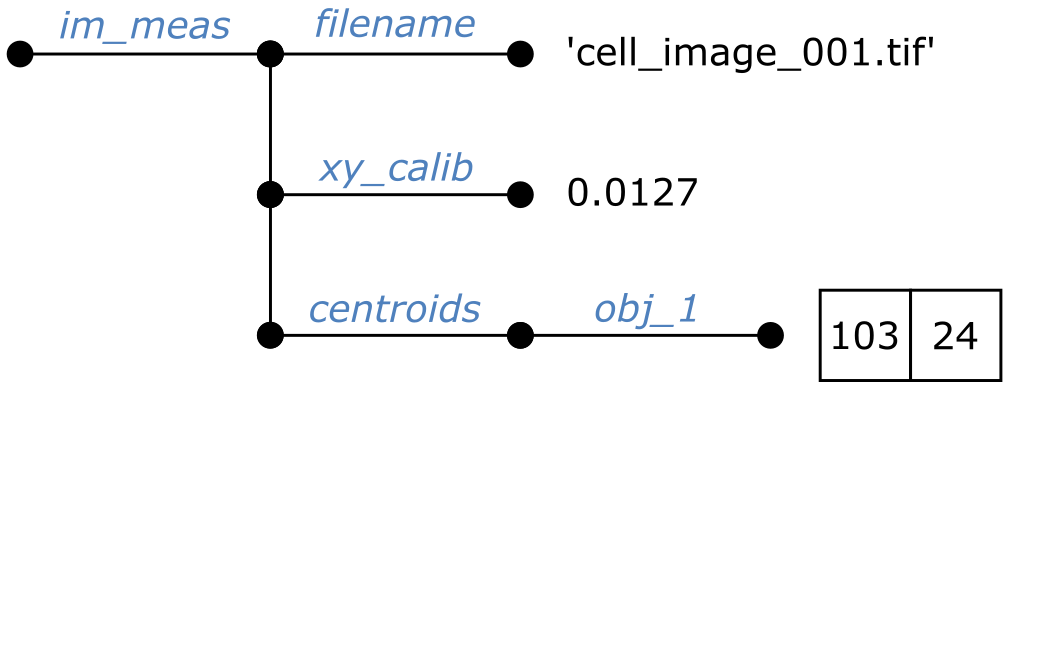 im_meas filename 'cell_image_001.tif'
xy_calib 0.0127
centroids obj_1 103 24